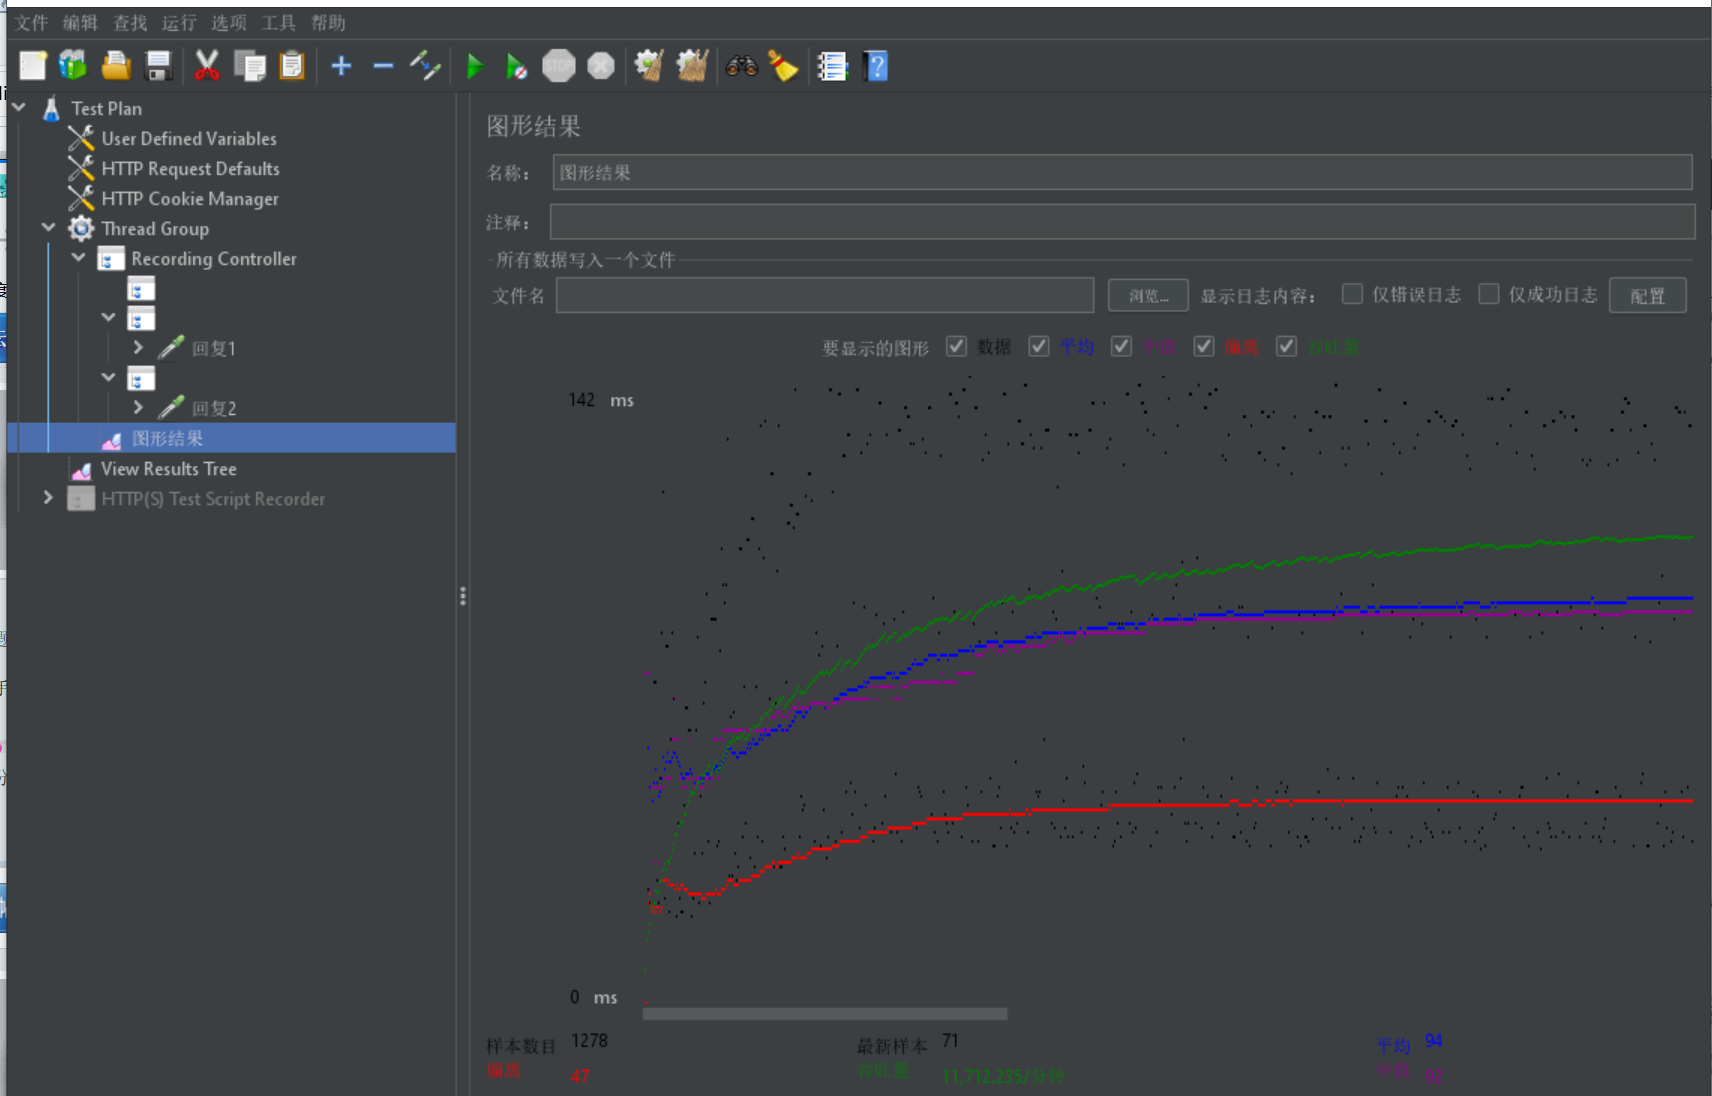 文件 编辑 查找 运行 选项 工具 帮助
STOP
Test Plan
User Defined Variables
HTTP Request Defaults
HTTP Cookie Manager
Thread Group
Recording Controller
回复1
回复2
图形结果
View Results Tree
HTTP(S) Test Script Recorder
图形结果
名称： 图形结果
注释：
所有数据写入一个文件
文件名 浏览... 显示日志内容： 仅错误日志 仅成功日志 配置
要显示的图形 数据 平均 中值 偏离 吞吐量
142 ms
0 ms
样本数目 1278 最新样本 71 平均 94
偏离 47 吞吐量 11,712.235/分钟 中值 92